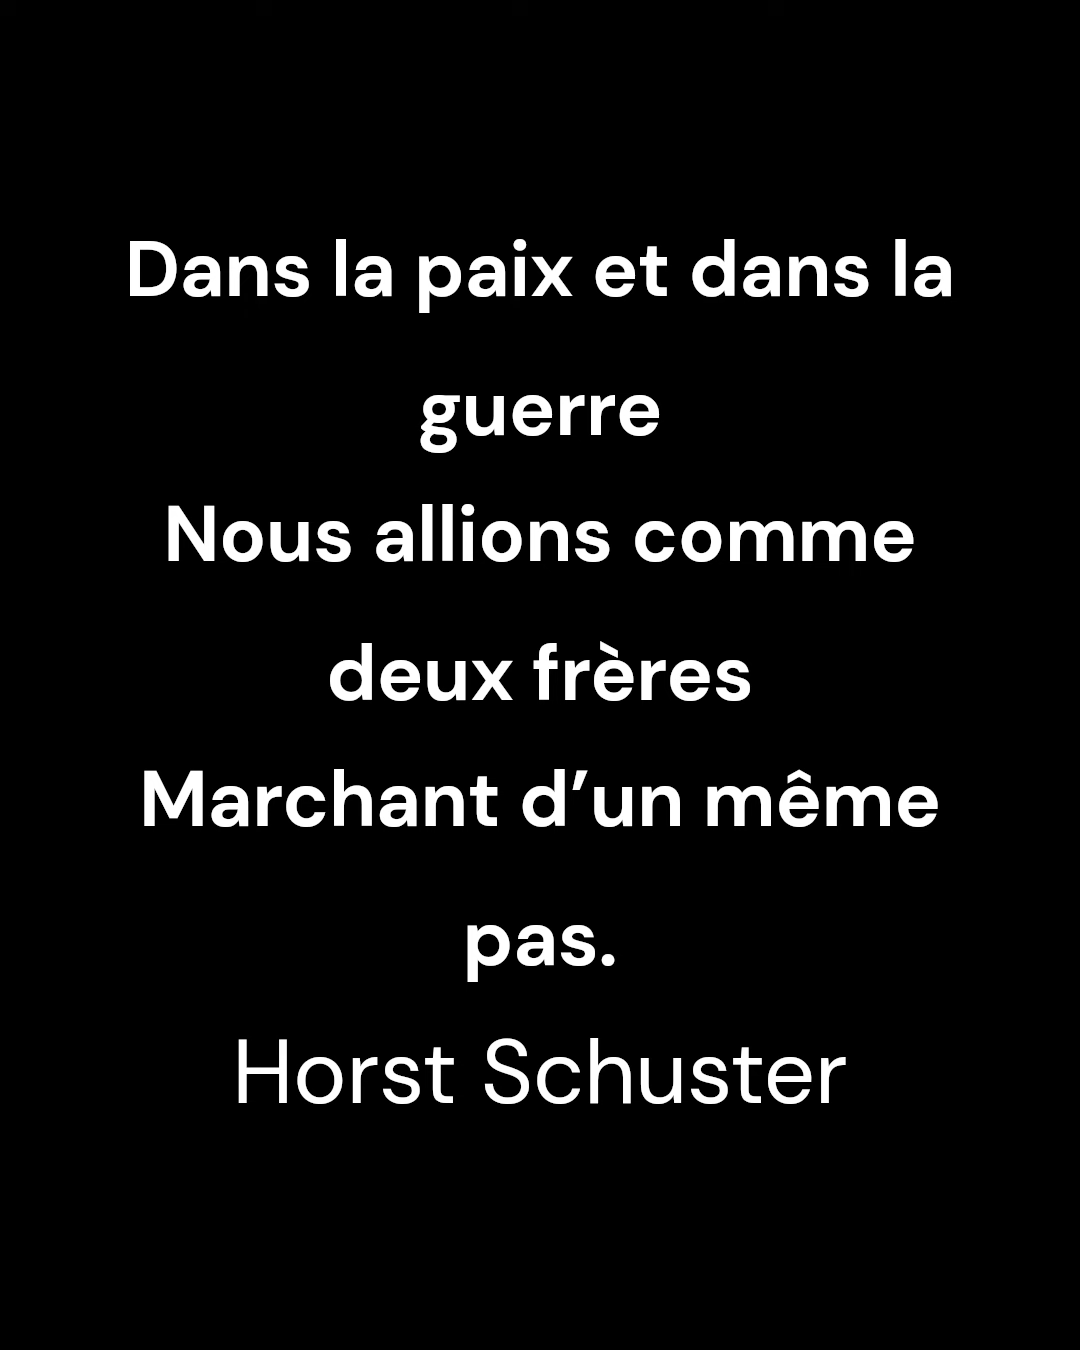 Dans la paix et dans la
guerre
Nous allions comme
deux frères
Marchant d’un même
pas.
Horst Schuster